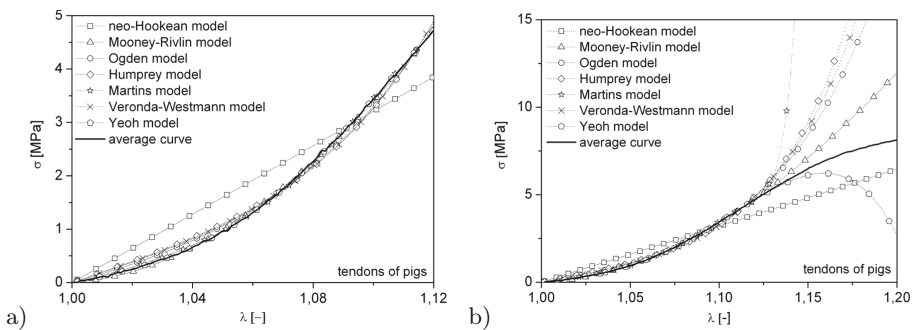 5
4
3
2
1
0
σ [MPa]
neo-Hookean model
Mooney-Rivlin model
Ogden model
Humprey model
Martins model
Veronda-Westmann model
Yeoh model
average curve
tendons of pigs
1,00
1,04
1,08
1,12
λ [–]
a)
15
10
5
0
σ [MPa]
neo-Hookean model
Mooney-Rivlin model
Ogden model
Humprey model
Martins model
Veronda-Westmann model
Yeoh model
average curve
tendons of pigs
1,00
1,05
1,10
1,15
1,20
λ [-]
b)